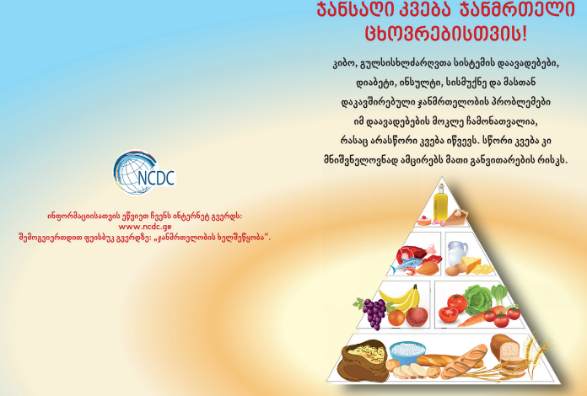 ჯანსაღი კვება ჯანმრთელი
ცხოვრებისთვის!
კიბო, გულსისხლძარღვთა სისტემის დაავადებები,
დიაბეტი, ინსულტი, სისმუქნე და მასთან
დაკავშირებული ჯანმრთელობის პრობლემები
იმ დაავადებების მოკლე ჩამონათვალია,
რასაც არასწორი კვება იწვევს. სწორი კვება კი
მნიშვნელოვნად ამცირებს მათი განვითარების რისკს.
NCDC
ინფორმაციისათვის ეწვიეთ ჩვენს ინტერნეტ გვერდს:
www.ncdc.ge
შემოგვიერთდით ფეისბუკ გვერდზე: „ჯანმრთელობის ხელშეწყობა“.